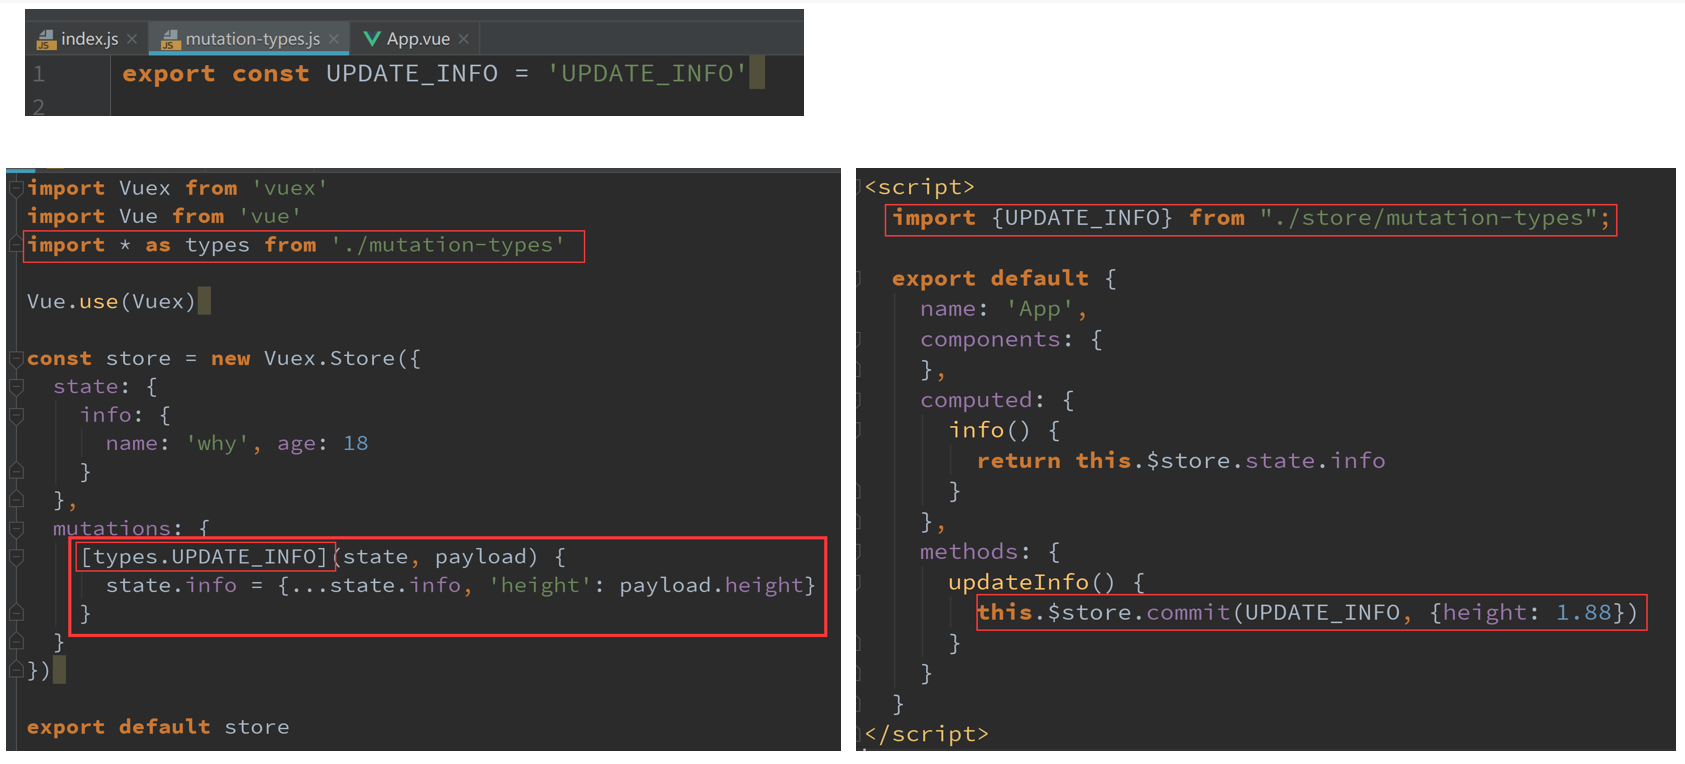 index.js mutation-types.js App.vue
1 export const UPDATE_INFO = 'UPDATE_INFO'
2
import Vuex from 'vuex'
import Vue from 'vue'
import * as types from './mutation-types'
Vue.use(Vuex)
const store = new Vuex.Store({
state: {
info: {
name: 'why', age: 18
}
},
mutations: {
[types.UPDATE_INFO](state, payload) {
state.info = {...state.info, 'height': payload.height}
}
}
})
export default store
<script>
import {UPDATE_INFO} from "./store/mutation-types";
export default {
name: 'App',
components: {
},
computed: {
info() {
return this.$store.state.info
}
},
methods: {
updateInfo() {
this.$store.commit(UPDATE_INFO, {height: 1.88})
}
}
}
</script>